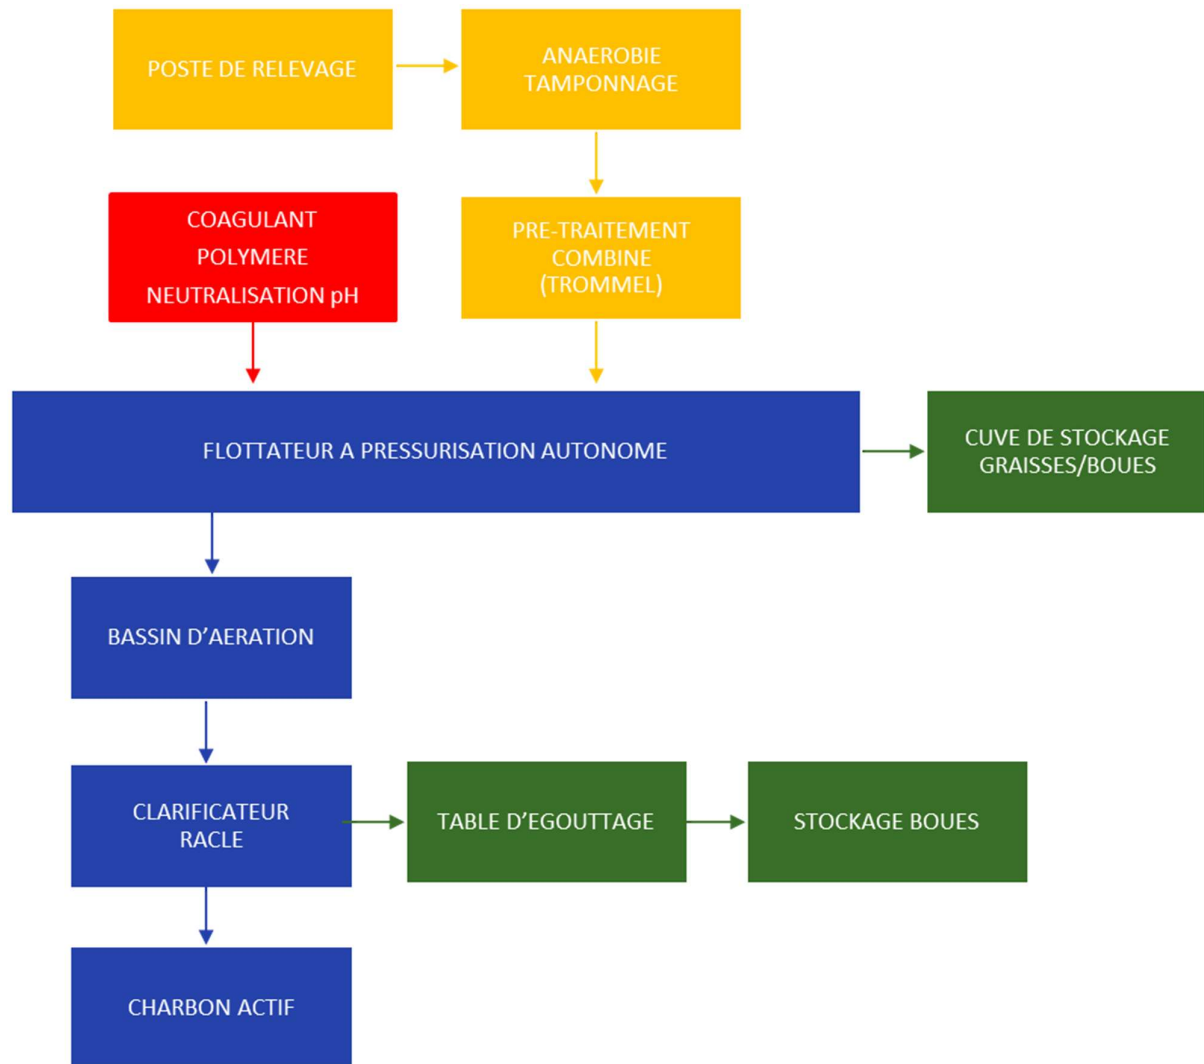 POSTE DE RELEVAGE
ANAEROBIE
TAMPONNAGE
COAGULANT
POLYMERE
NEUTRALISATION pH
PRE-TRAITEMENT
COMBINE
(TROMMEL)
FLOTTATEUR A PRESSURISATION AUTONOME
CUVE DE STOCKAGE
GRAISSES/BOUES
BASSIN D’AERATION
CLARIFICATEUR
RACLE
TABLE D’EGOUTTAGE
STOCKAGE BOUES
CHARBON ACTIF